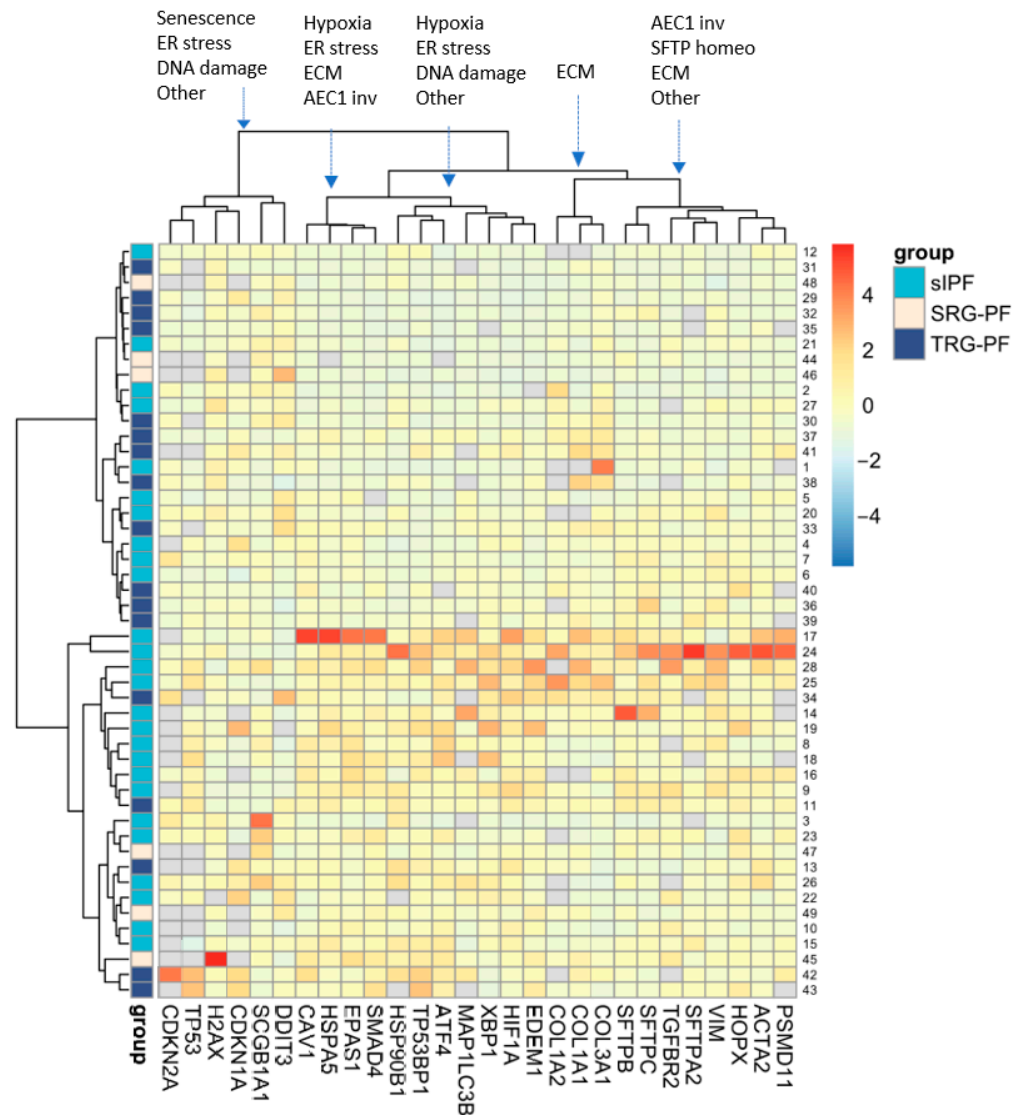 Senescence
ER stress
DNA damage
Other
Hypoxia
ER stress
ECM
AEC1 inv
Hypoxia
ER stress
DNA damage
Other
ECM
AEC1 inv
SFTP homeo
ECM
Other
12
31
48
29
32
35
21
44
46
2
27
30
37
41
1
38
5
20
33
4
7
6
40
36
39
17
24
28
25
34
14
19
8
18
16
9
11
3
23
47
13
26
22
49
10
15
45
42
43
group
CDKN2A
TP53
H2AX
CDKN1A
SCGB1A1
DDIT3
CAV1
HSPA5
EPAS1
SMAD4
HSP90B1
TP53BP1
ATF4
MAP1LC3B
XBP1
HIF1A
EDEM1
COL1A2
COL1A1
COL3A1
SFTPB
SFTPC
TGFBR2
SFTPA2
VIM
HOPX
ACTA2
PSMD11
4
2
0
−2
−4
group
sIPF
SRG-PF
TRG-PF